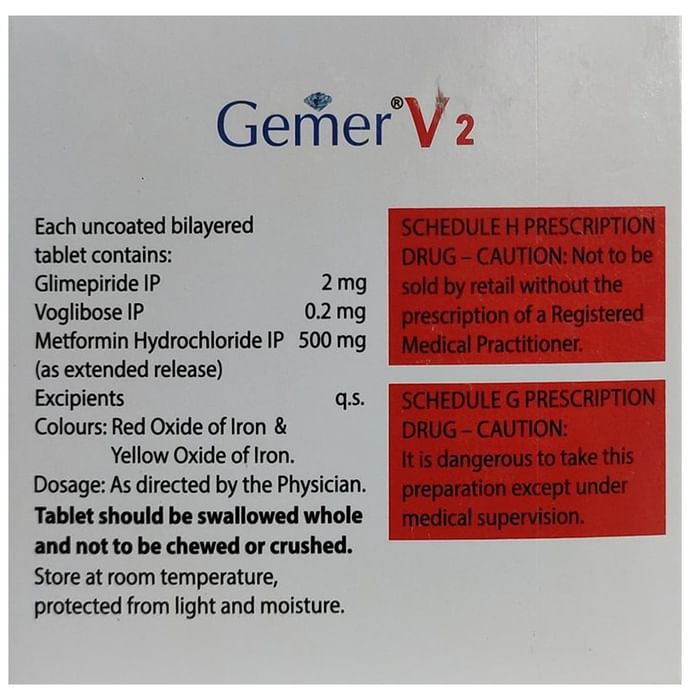 Gemer® V 2
Each uncoated bilayered
tablet contains:
Glimepiride IP 2 mg
Voglibose IP 0.2 mg
Metformin Hydrochloride IP 500 mg
(as extended release)
Excipients q.s.
Colours: Red Oxide of Iron &
Yellow Oxide of Iron.
Dosage: As directed by the Physician.
Tablet should be swallowed whole
and not to be chewed or crushed.
Store at room temperature,
protected from light and moisture.
SCHEDULE H PRESCRIPTION
DRUG – CAUTION: Not to be
sold by retail without the
prescription of a Registered
Medical Practitioner.
SCHEDULE G PRESCRIPTION
DRUG – CAUTION:
It is dangerous to take this
preparation except under
medical supervision.